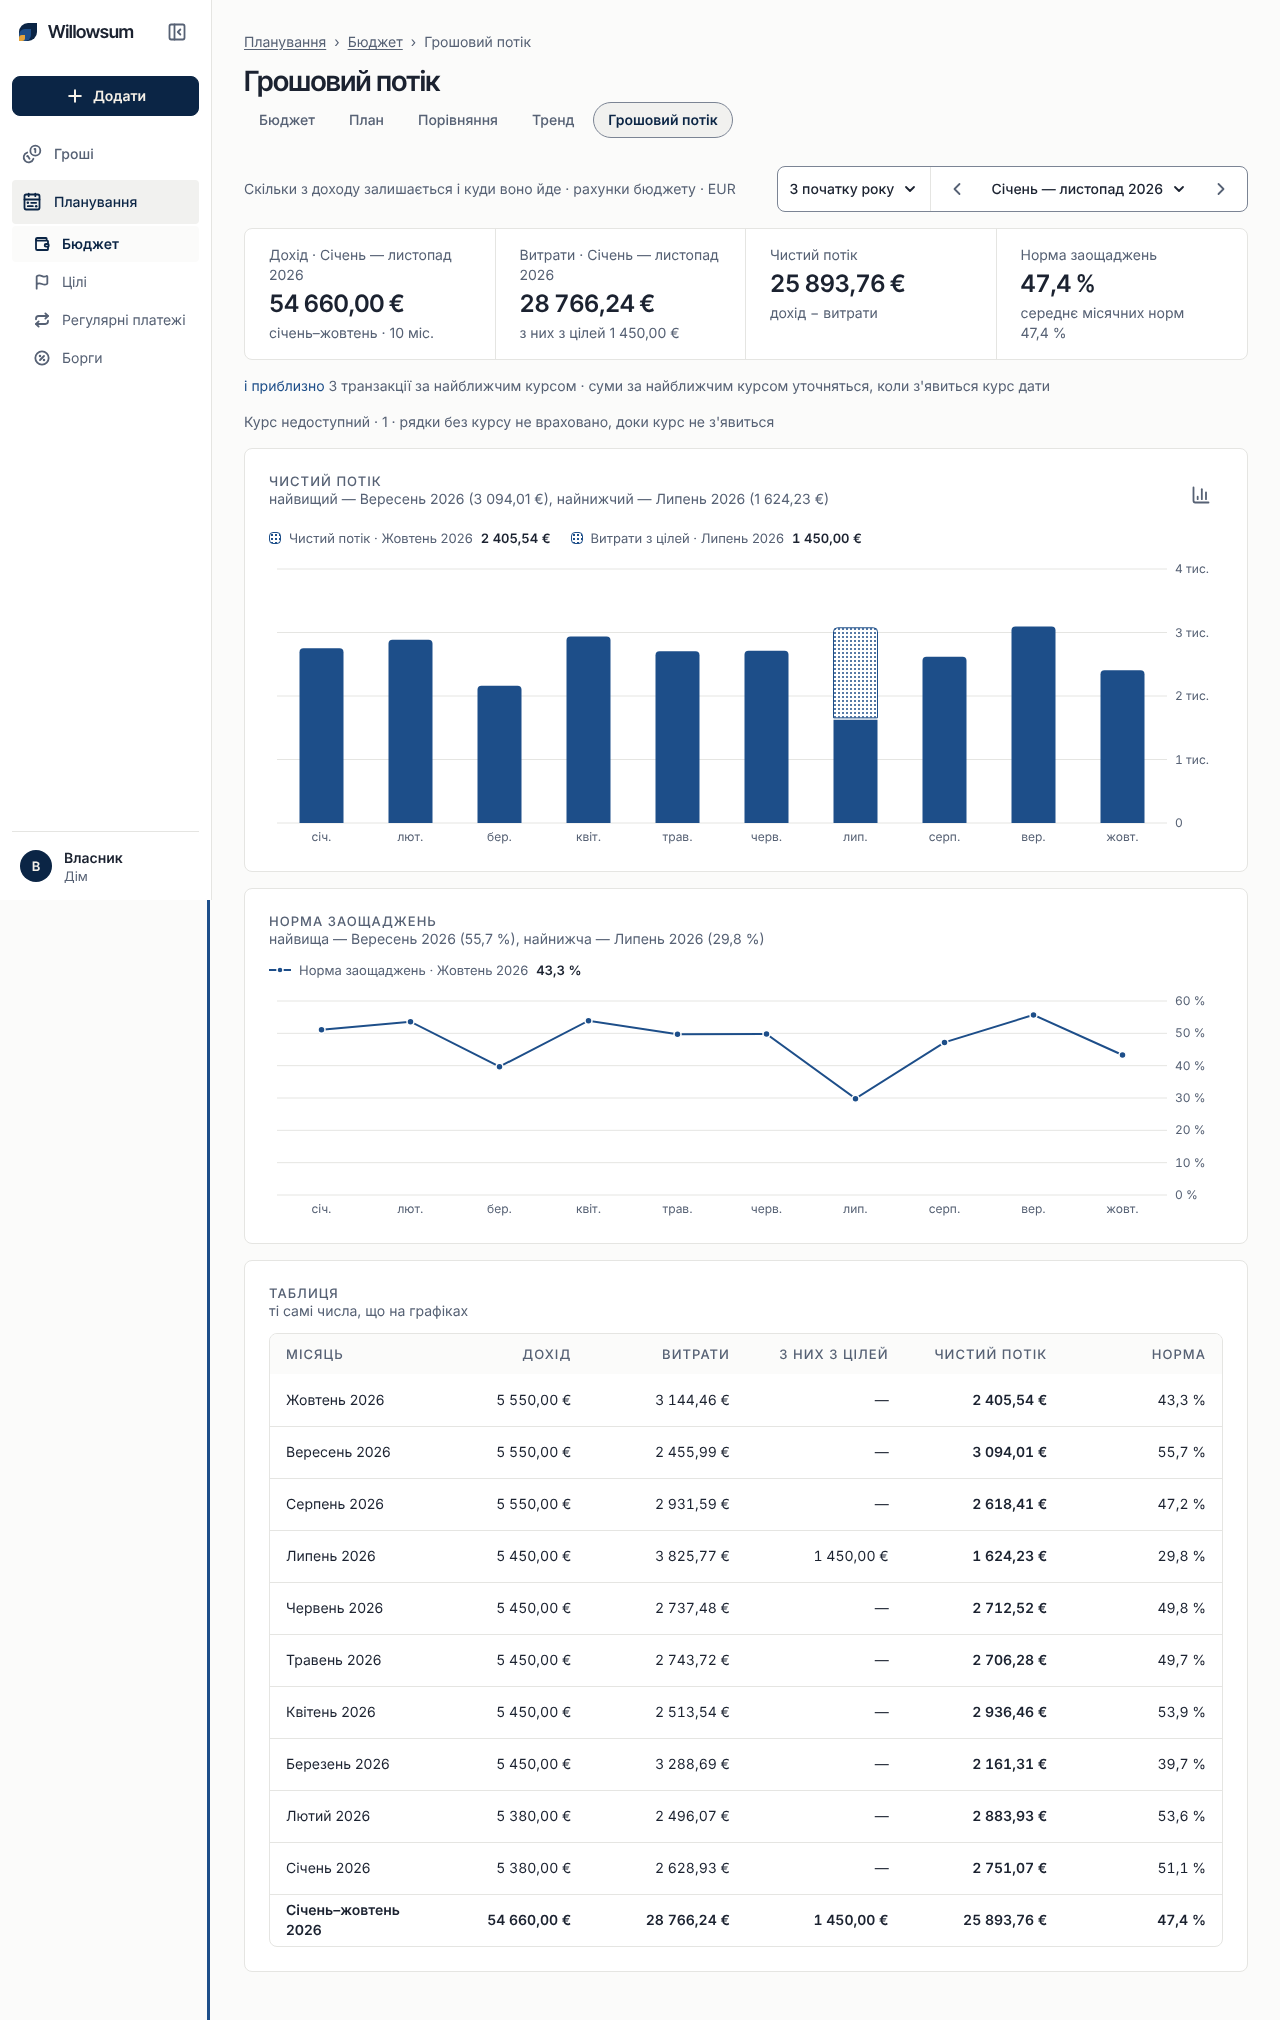 Willowsum
Додати
Гроші
Планування
Бюджет
Цілі
Регулярні платежі
Борги
В
Власник
Дім
Планування › Бюджет › Грошовий потік
Грошовий потік
Бюджет План Порівняння Тренд Грошовий потік
Скільки з доходу залишається і куди воно йде · рахунки бюджету · EUR
З початку року
Січень — листопад 2026
Дохід · Січень — листопад
2026
54 660,00 €
січень–жовтень · 10 міс.
Витрати · Січень — листопад
2026
28 766,24 €
з них з цілей 1 450,00 €
Чистий потік
25 893,76 €
дохід − витрати
Норма заощаджень
47,4 %
середнє місячних норм
47,4 %
і приблизно 3 транзакції за найближчим курсом · суми за найближчим курсом уточняться, коли з'явиться курс дати
Курс недоступний · 1 · рядки без курсу не враховано, доки курс не з'явиться
ЧИСТИЙ ПОТІК
найвищий — Вересень 2026 (3 094,01 €), найнижчий — Липень 2026 (1 624,23 €)
Чистий потік · Жовтень 2026 2 405,54 € Витрати з цілей · Липень 2026 1 450,00 €
4 тис.
3 тис.
2 тис.
1 тис.
0
січ. лют. бер. квіт. трав. черв. лип. серп. вер. жовт.
НОРМА ЗАОЩАДЖЕНЬ
найвища — Вересень 2026 (55,7 %), найнижча — Липень 2026 (29,8 %)
Норма заощаджень · Жовтень 2026 43,3 %
60 %
50 %
40 %
30 %
20 %
10 %
0 %
січ. лют. бер. квіт. трав. черв. лип. серп. вер. жовт.
ТАБЛИЦЯ
ті самі числа, що на графіках
МІСЯЦЬ ДОХІД ВИТРАТИ З НИХ З ЦІЛЕЙ ЧИСТИЙ ПОТІК НОРМА
Жовтень 2026 5 550,00 € 3 144,46 € — 2 405,54 € 43,3 %
Вересень 2026 5 550,00 € 2 455,99 € — 3 094,01 € 55,7 %
Серпень 2026 5 550,00 € 2 931,59 € — 2 618,41 € 47,2 %
Липень 2026 5 450,00 € 3 825,77 € 1 450,00 € 1 624,23 € 29,8 %
Червень 2026 5 450,00 € 2 737,48 € — 2 712,52 € 49,8 %
Травень 2026 5 450,00 € 2 743,72 € — 2 706,28 € 49,7 %
Квітень 2026 5 450,00 € 2 513,54 € — 2 936,46 € 53,9 %
Березень 2026 5 450,00 € 3 288,69 € — 2 161,31 € 39,7 %
Лютий 2026 5 380,00 € 2 496,07 € — 2 883,93 € 53,6 %
Січень 2026 5 380,00 € 2 628,93 € — 2 751,07 € 51,1 %
Січень–жовтень
2026
54 660,00 € 28 766,24 € 1 450,00 € 25 893,76 € 47,4 %